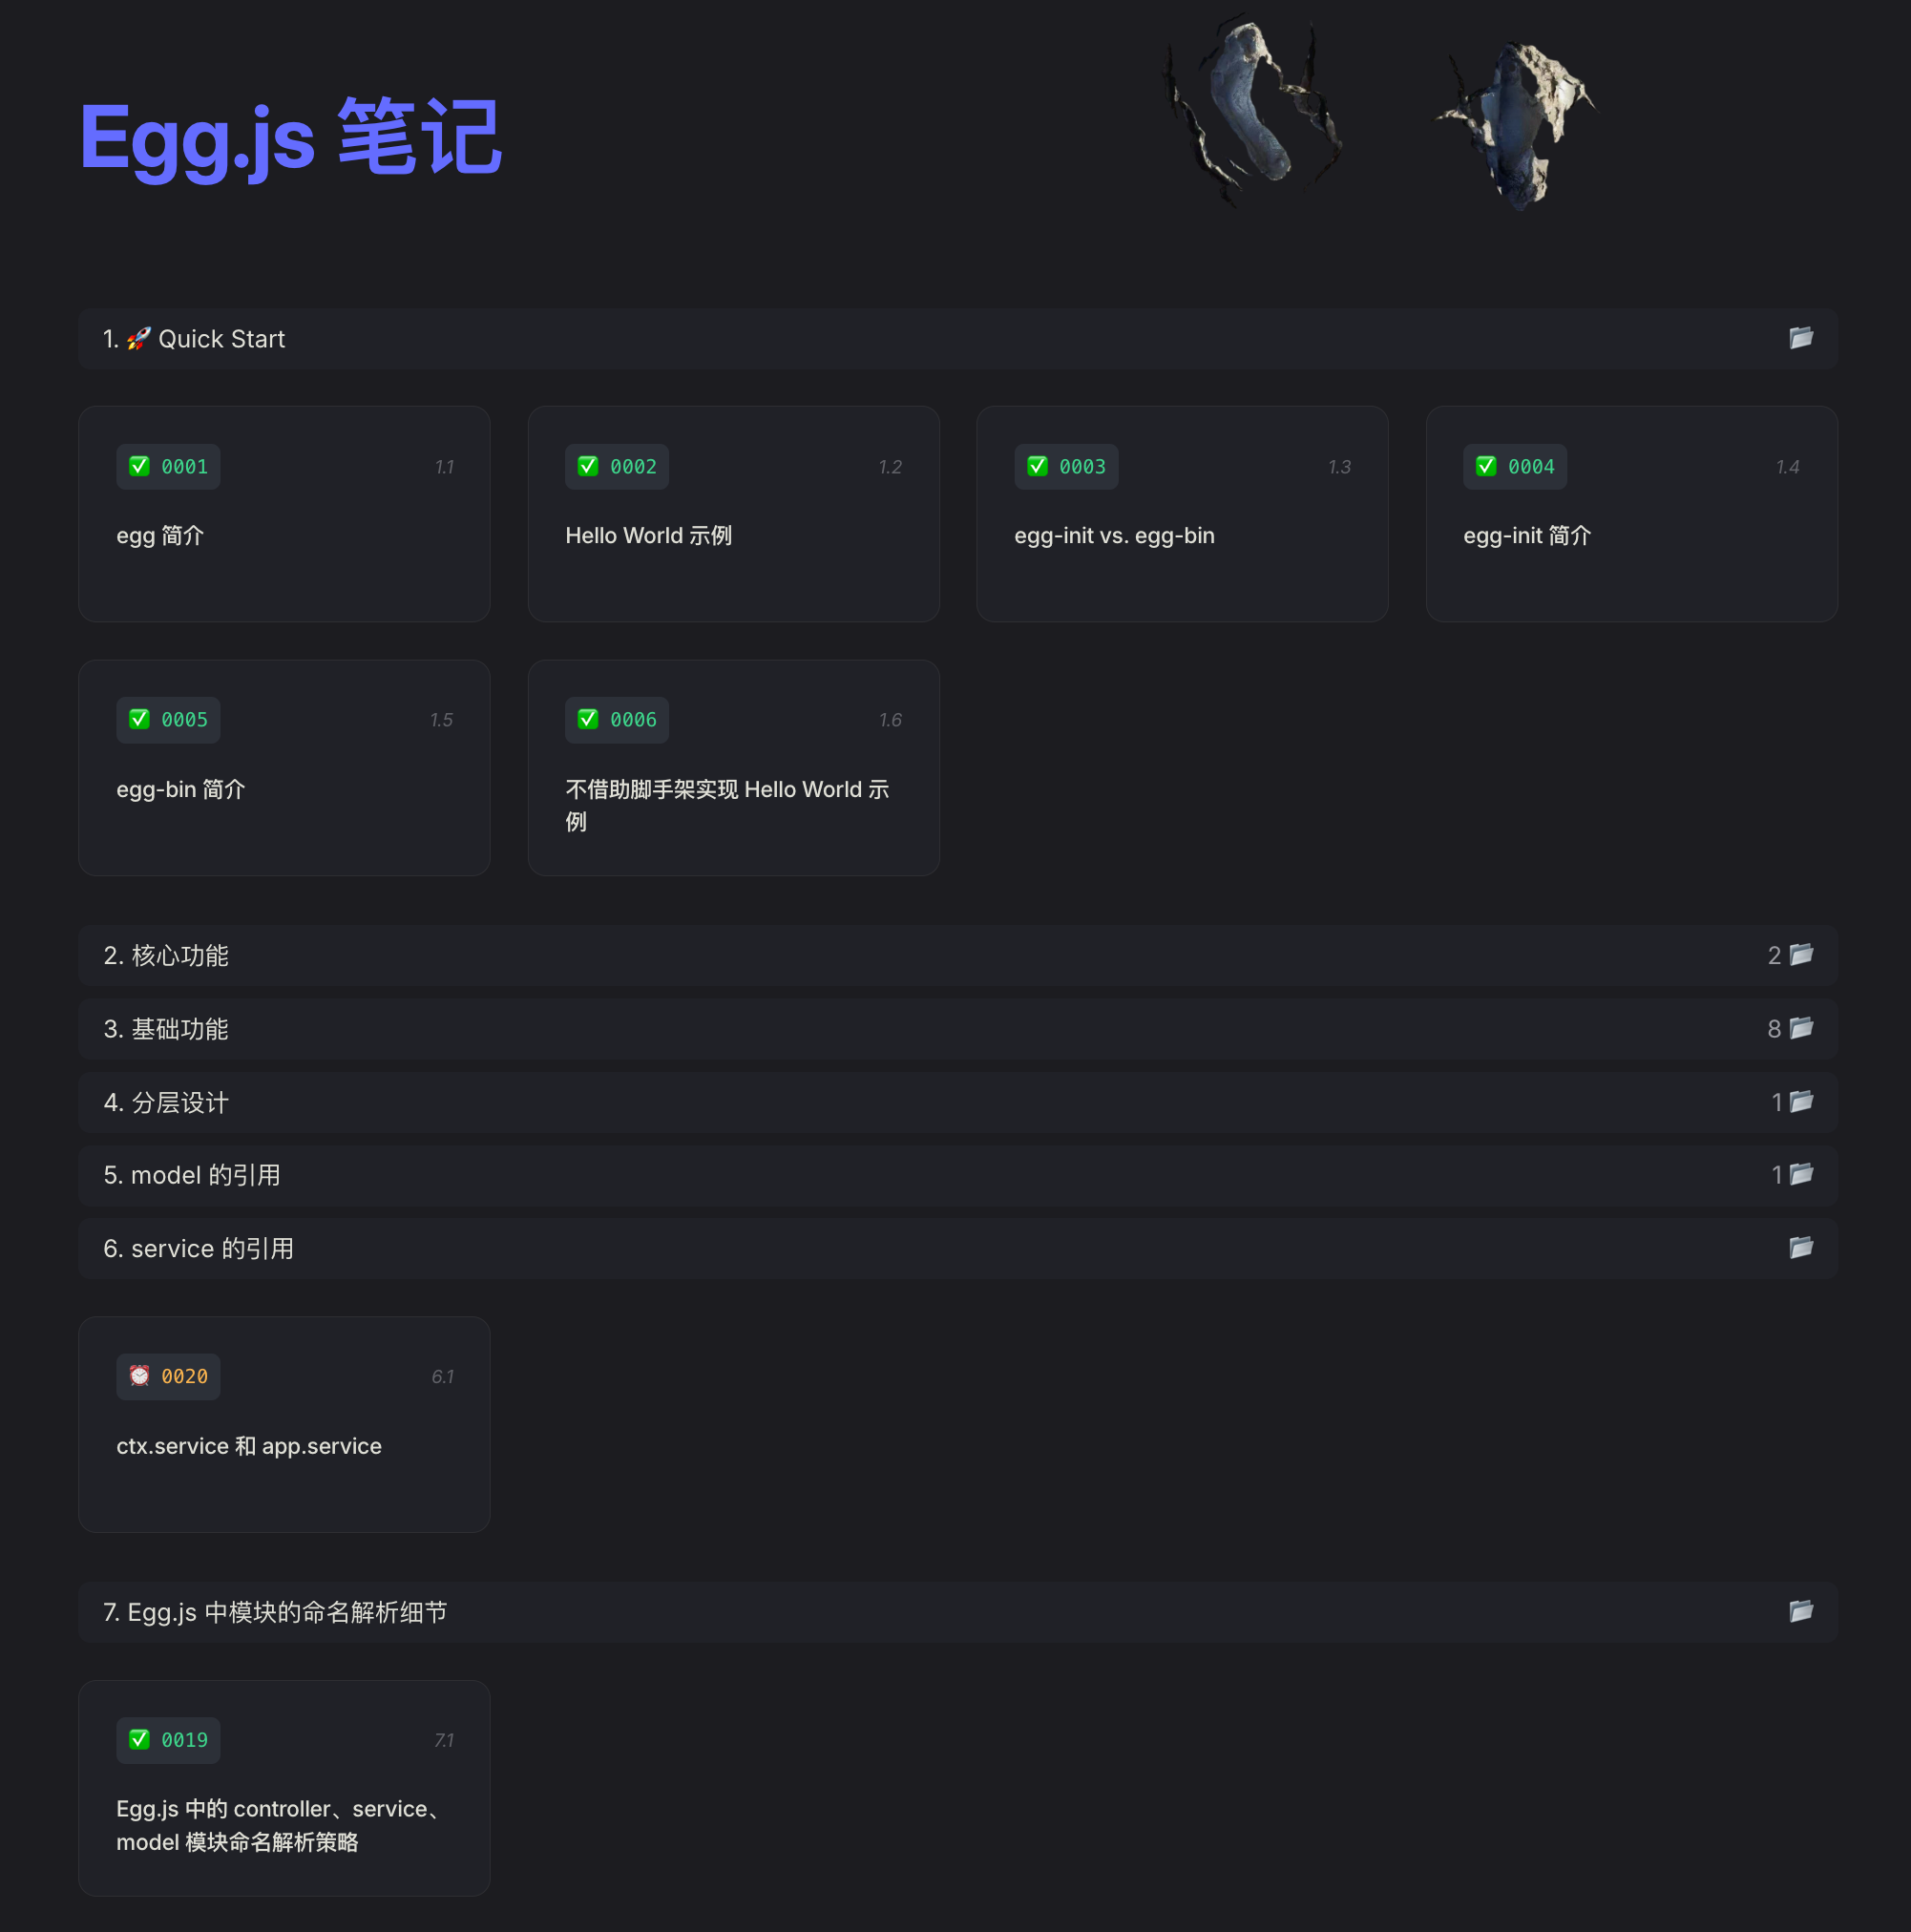 Egg.js 笔记
1. 🚀 Quick Start
✅ 0001 1.1
egg 简介
✅ 0002 1.2
Hello World 示例
✅ 0003 1.3
egg-init vs. egg-bin
✅ 0004 1.4
egg-init 简介
✅ 0005 1.5
egg-bin 简介
✅ 0006 1.6
不借助脚手架实现 Hello World 示
例
2. 核心功能 2
3. 基础功能 8
4. 分层设计 1
5. model 的引用 1
6. service 的引用
⏰ 0020 6.1
ctx.service 和 app.service
7. Egg.js 中模块的命名解析细节
✅ 0019 7.1
Egg.js 中的 controller、service、
model 模块命名解析策略